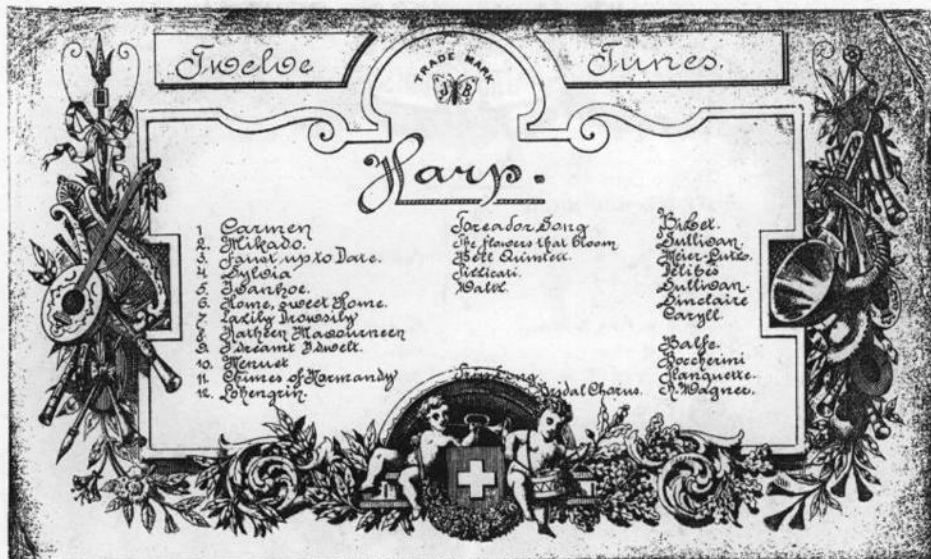 Twelve Tunes.
TRADE MARK
J B
Harp.
1 Carmen Toreador Song Bizet.
2. Mikado. The flowers that bloom Sullivan.
3. Faust up to Date. Bell Quintett. Meier-Lutz.
4 Sylvia Pizzicati. Delibes
5. Ivanhoe. Waltz. Sullivan.
6. Home, sweet Home. Sinclaire
7 Lazily Drowsily Caryll.
8 Kathleen Mavourneen
9. I dreamt I dwelt. Balfe.
10. Menuet Boccherini
11. Chimes of Normandy Planquette.
12. Lohengrin. Bridal Chorus. R. Wagner.